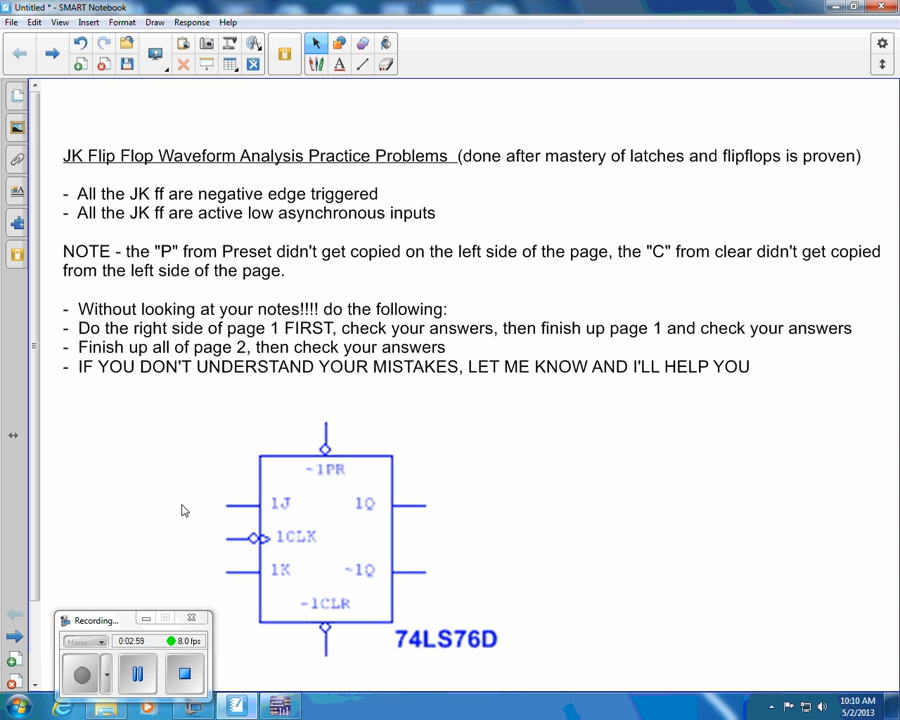 Untitled * - SMART Notebook
File Edit View Insert Format Draw Response Help
JK Flip Flop Waveform Analysis Practice Problems (done after mastery of latches and flipflops is proven)
- All the JK ff are negative edge triggered
- All the JK ff are active low asynchronous inputs
NOTE - the "P" from Preset didn't get copied on the left side of the page, the "C" from clear didn't get copied
from the left side of the page.
- Without looking at your notes!!!! do the following:
- Do the right side of page 1 FIRST, check your answers, then finish up page 1 and check your answers
- Finish up all of page 2, then check your answers
- IF YOU DON'T UNDERSTAND YOUR MISTAKES, LET ME KNOW AND I'LL HELP YOU
~1PR
1J 1Q
1CLK
1K ~1Q
~1CLR
74LS76D
Recording...
Menu 0:02:59 8.0 fps
10:10 AM
5/2/2013